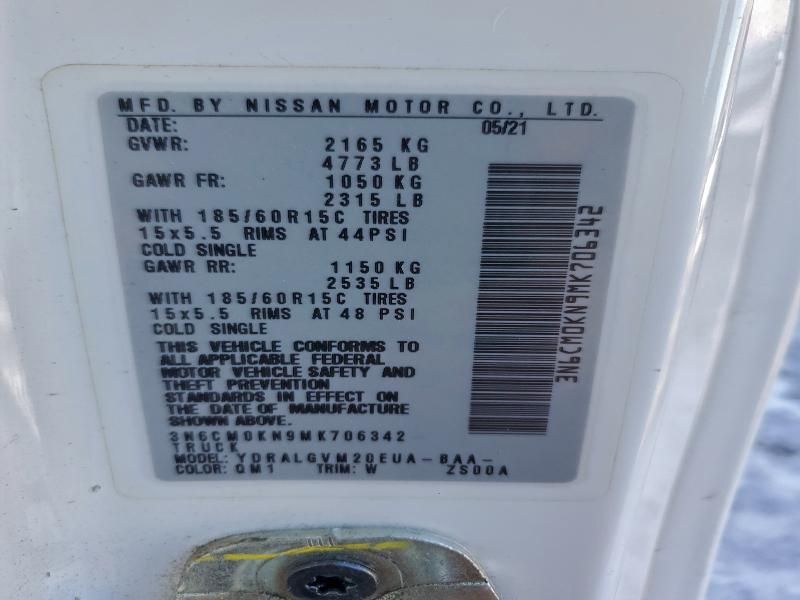 MFD. BY NISSAN MOTOR CO., LTD.
DATE: 05/21
GVWR: 2165 KG
4773 LB
GAWR FR: 1050 KG
2315 LB
WITH 185/60R15C TIRES
15x5.5 RIMS AT 44PSI
COLD SINGLE
GAWR RR: 1150 KG
2535 LB
WITH 185/60R15C TIRES
15x5.5 RIMS AT 48 PSI
COLD SINGLE
THIS VEHICLE CONFORMS TO
ALL APPLICABLE FEDERAL
MOTOR VEHICLE SAFETY AND
THEFT PREVENTION
STANDARDS IN EFFECT ON
THE DATE OF MANUFACTURE
SHOWN ABOVE.
3N6CM0KN9MK706342
TRUCK
MODEL: YDRALGVM20EUA-BAA-
COLOR: QM1 TRIM: W ZS00A
3N6CM0KN9MK706342